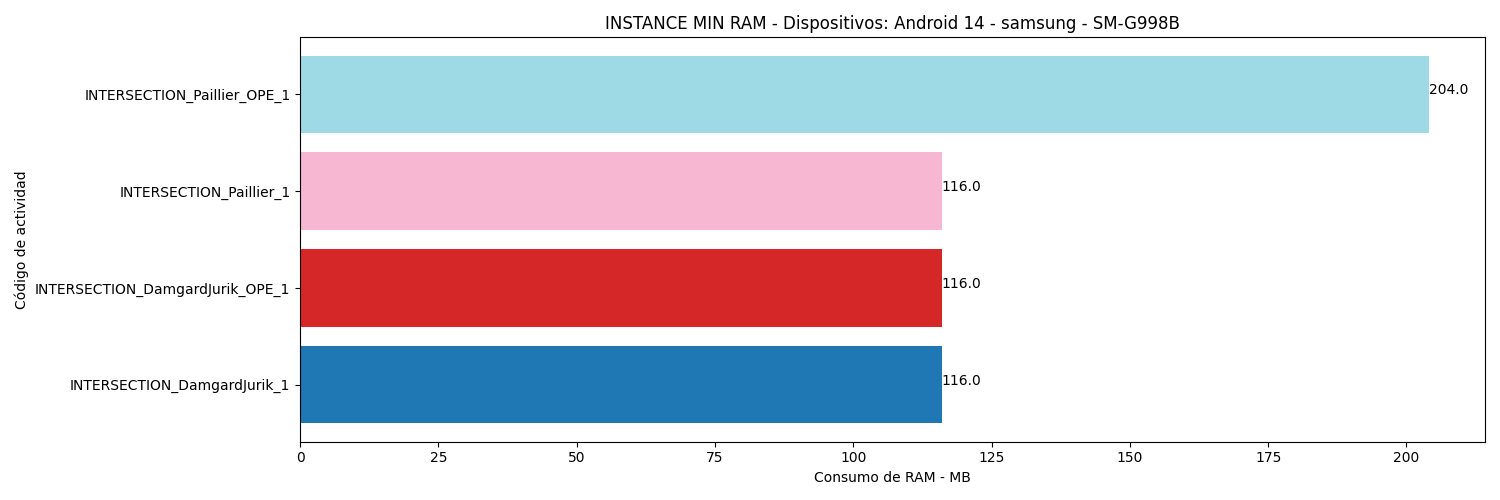 INSTANCE MIN RAM - Dispositivos: Android 14 - samsung - SM-G998B
Código de actividad
INTERSECTION_Paillier_OPE_1
204.0
INTERSECTION_Paillier_1
116.0
INTERSECTION_DamgardJurik_OPE_1
116.0
INTERSECTION_DamgardJurik_1
116.0
0 25 50 75 100 125 150 175 200
Consumo de RAM - MB